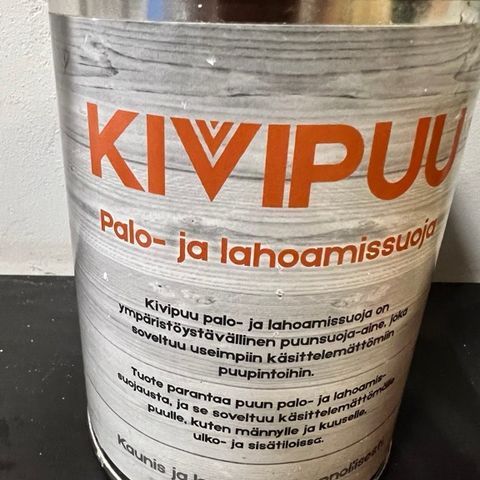 KIVIPUU
Palo- ja lahoamissuoja
Kivipuu palo- ja lahoamissuoja on
ympäristöystävällinen puunsuoja-aine, joka
soveltuu useimpiin käsittelemättömiin
puupintoihin.
Tuote parantaa puun palo- ja lahoamis-
suojausta, ja se soveltuu käsittelemättömälle
puulle, kuten männylle ja kuuselle,
ulko- ja sisätiloissa.
Kaunis ja